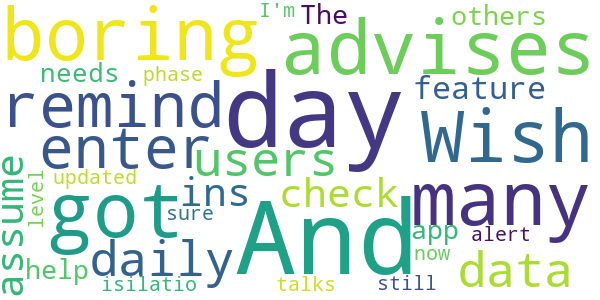 I'm The others
boring advises
needs phase feature
remind day Wish
enter users
assume level updated got ins check many
sure And app alert
daily now
help data
isilatio talks still